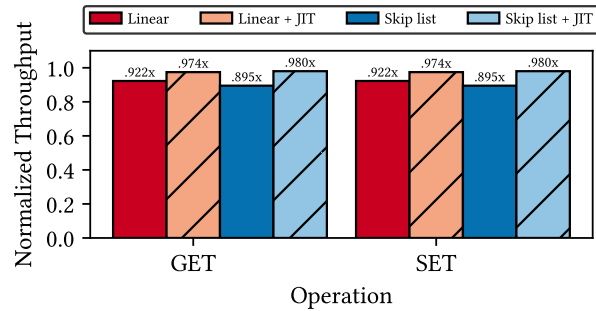 Linear Linear + JIT Skip list Skip list + JIT
Normalized Throughput
1.0
0.8
0.6
0.4
0.2
0.0
.922x .974x .895x .980x .922x .974x .895x .980x
GET SET
Operation